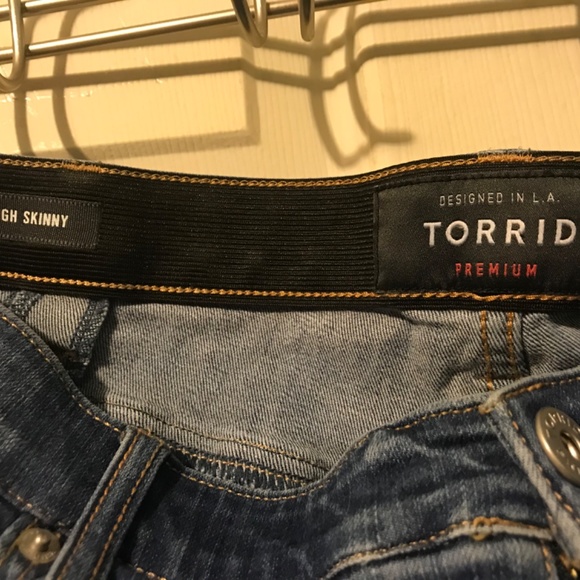 GH SKINNY
DESIGNED IN L.A.
TORRID
PREMIUM